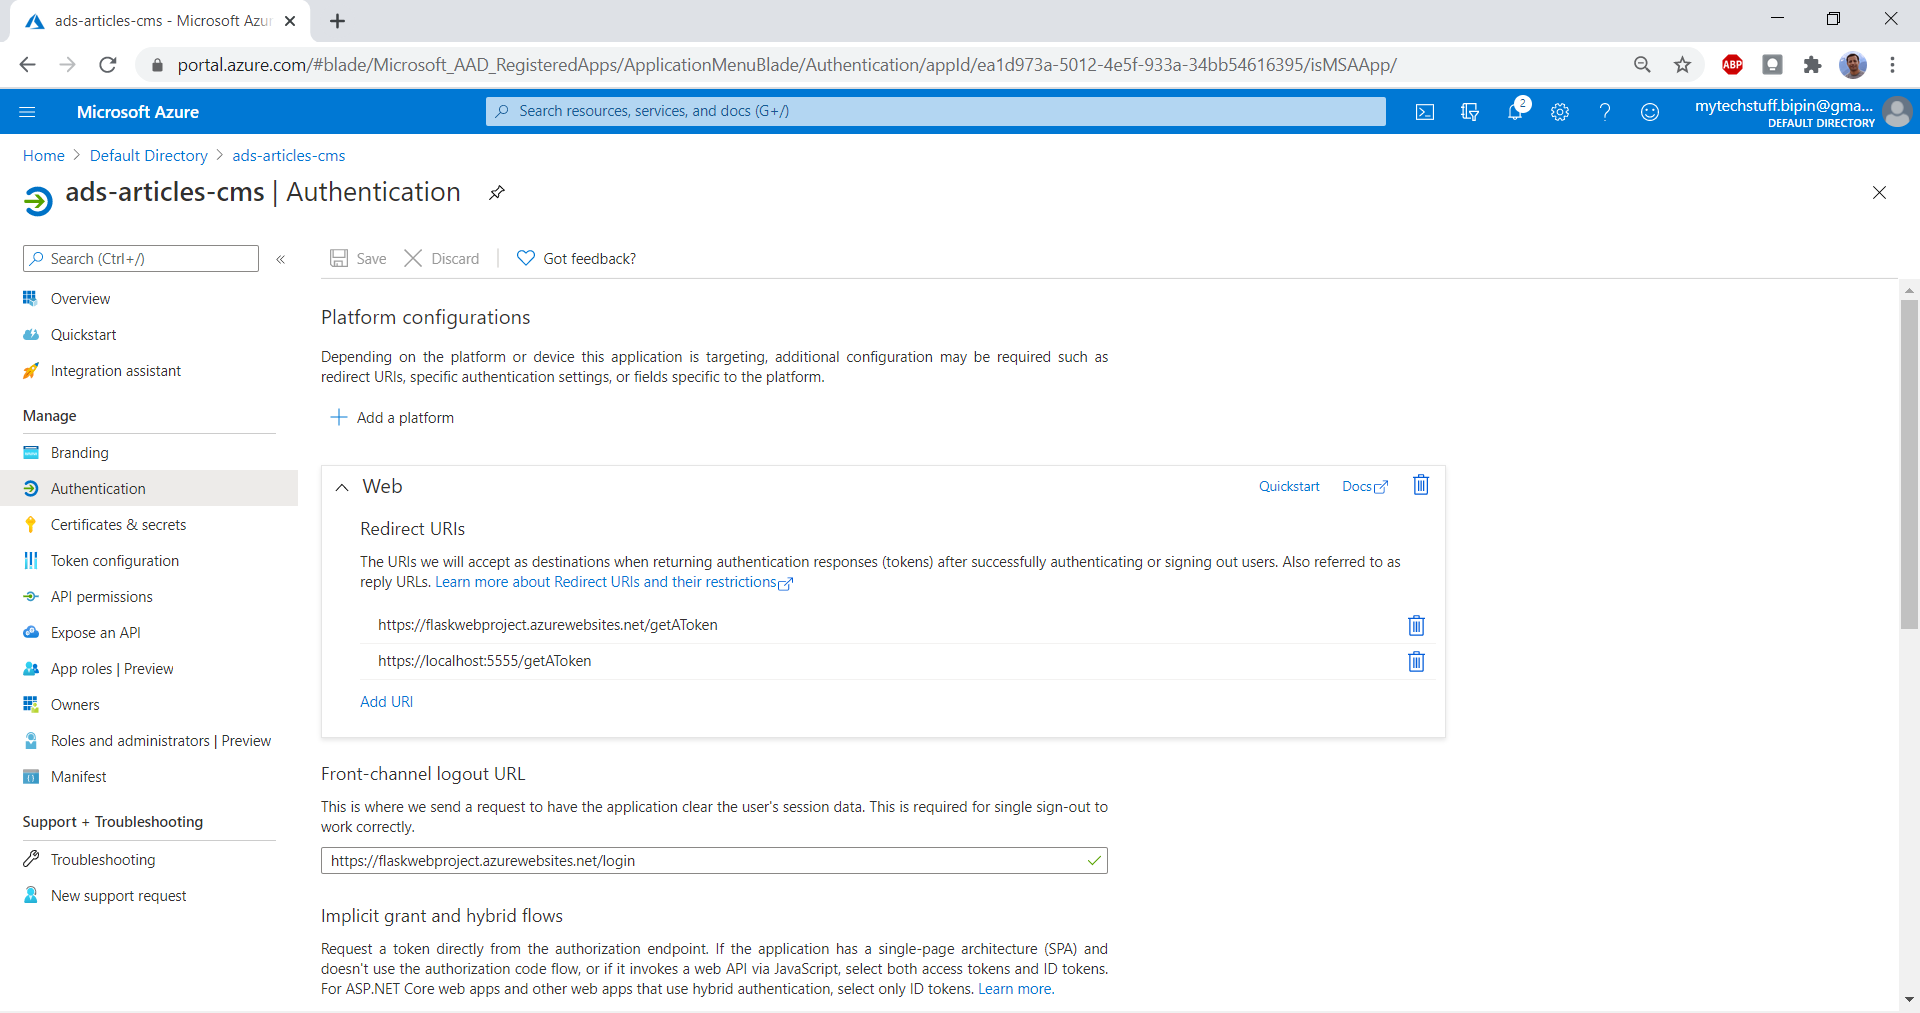 ads-articles-cms - Microsoft Azur
portal.azure.com/#blade/Microsoft_AAD_RegisteredApps/ApplicationMenuBlade/Authentication/appId/ea1d973a-5012-4e5f-933a-34bb54616395/isMSAApp/
ABP
Microsoft Azure
Search resources, services, and docs (G+/)
2
mytechstuff.bipin@gma...
DEFAULT DIRECTORY
Home > Default Directory > ads-articles-cms
ads-articles-cms | Authentication
Search (Ctrl+/)
«
Save
Discard
Got feedback?
Overview
Quickstart
Integration assistant
Manage
Branding
Authentication
Certificates & secrets
Token configuration
API permissions
Expose an API
App roles | Preview
Owners
Roles and administrators | Preview
Manifest
Support + Troubleshooting
Troubleshooting
New support request
Platform configurations
Depending on the platform or device this application is targeting, additional configuration may be required such as
redirect URIs, specific authentication settings, or fields specific to the platform.
Add a platform
Web
Quickstart
Docs
Redirect URIs
The URIs we will accept as destinations when returning authentication responses (tokens) after successfully authenticating or signing out users. Also referred to as
reply URLs. Learn more about Redirect URIs and their restrictions
https://flaskwebproject.azurewebsites.net/getAToken
https://localhost:5555/getAToken
Add URI
Front-channel logout URL
This is where we send a request to have the application clear the user's session data. This is required for single sign-out to
work correctly.
https://flaskwebproject.azurewebsites.net/login
Implicit grant and hybrid flows
Request a token directly from the authorization endpoint. If the application has a single-page architecture (SPA) and
doesn't use the authorization code flow, or if it invokes a web API via JavaScript, select both access tokens and ID tokens.
For ASP.NET Core web apps and other web apps that use hybrid authentication, select only ID tokens. Learn more.